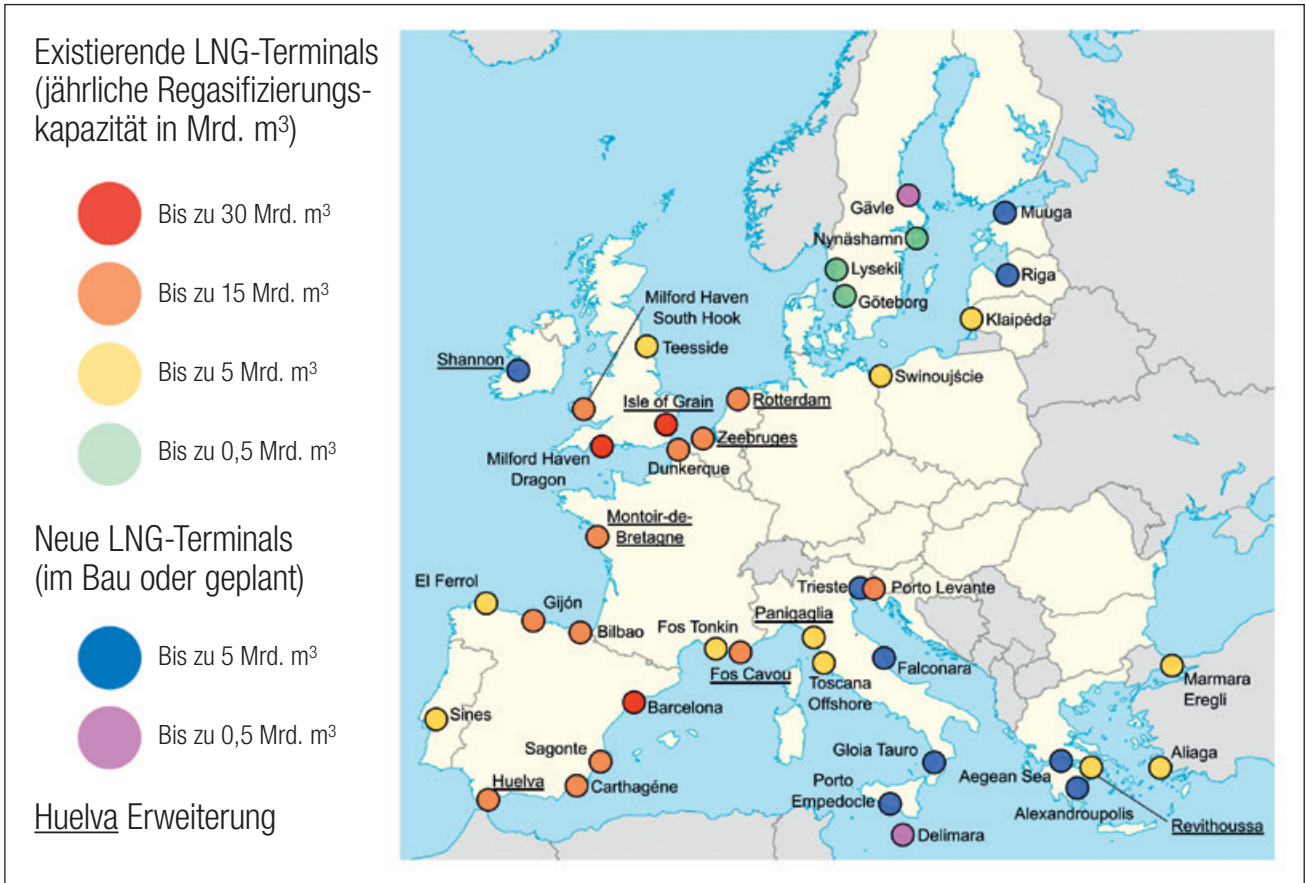 Existierende LNG-Terminals
(jährliche Regasifizierungs-
kapazität in Mrd. m³)
Bis zu 30 Mrd. m³
Bis zu 15 Mrd. m³
Bis zu 5 Mrd. m³
Bis zu 0,5 Mrd. m³
Neue LNG-Terminals
(im Bau oder geplant)
Bis zu 5 Mrd. m³
Bis zu 0,5 Mrd. m³
Huelva Erweiterung
Gävle
Muuga
Nynäshamn
Lysekil
Riga
Göteborg
Klaipéda
Milford Haven
South Hook
Teesside
Shannon
Swinoujście
Isle of Grain
Rotterdam
Zeebruges
Milford Haven
Dragon
Dunkerque
Montoir-de-
Bretagne
El Ferrol
Gijón
Bilbao
Trieste
Porto Levante
Panigaglia
Fos Tonkin
Fos Cavou
Toscana
Offshore
Falconara
Marmara
Eregli
Sines
Barcelona
Sagonte
Huelva
Carthagéne
Gloia Tauro
Porto
Empedocle
Delimara
Aegean Sea
Aliaga
Alexandroupolis
Revithoussa